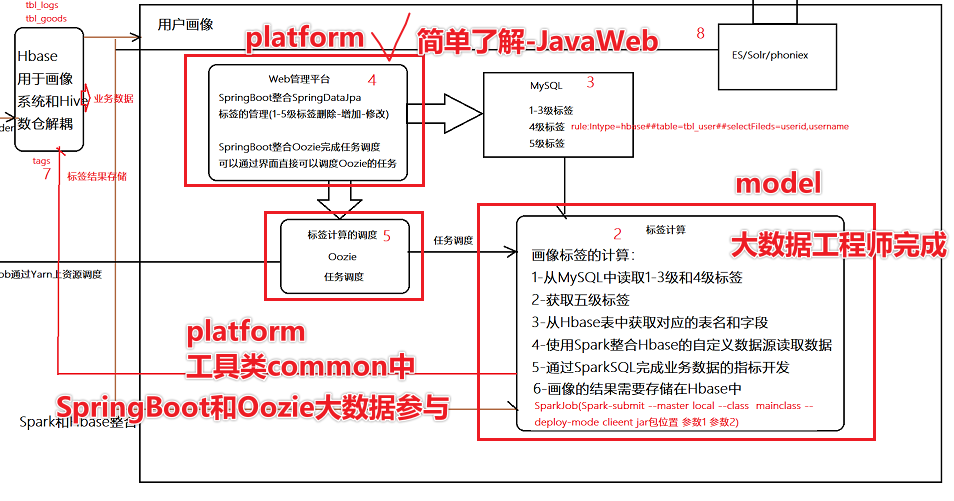 tbl_logs
tbl_goods
Hbase
用于画像
系统和Hive
数仓解耦
业务数据
der
tags
7
标签结果存储
用户画像
platform
简单了解-JavaWeb
8
ES/Solr/phoniex
Web管理平台
4
SpringBoot整合SpringDataJpa
标签的管理(1-5级标签删除-增加-修改)
SpringBoot整合Oozie完成任务调度
可以通过界面直接可以调度Oozie的任务
MySQL
3
1-3级标签
4级标签 rule:Intype=hbase##table=tbl_user##selectFileds=userid,username
5级标签
model
大数据工程师完成
标签计算的调度
5
Oozie
任务调度
任务调度
ob通过Yarn上资源调度
2
标签计算
画像标签的计算：
1-从MySQL中读取1-3级和4级标签
2-获取五级标签
3-从Hbase表中获取对应的表名和字段
4-使用Spark整合Hbase的自定义数据源读取数据
5-通过SparkSQL完成业务数据的指标开发
6-画像的结果需要存储在Hbase中
SparkJob(Spark-submit --master local --class mainclass --
deploy-mode clieent jar包位置 参数1 参数2)
platform
工具类common中
SpringBoot和Oozie大数据参与
Spark和Hbase整合